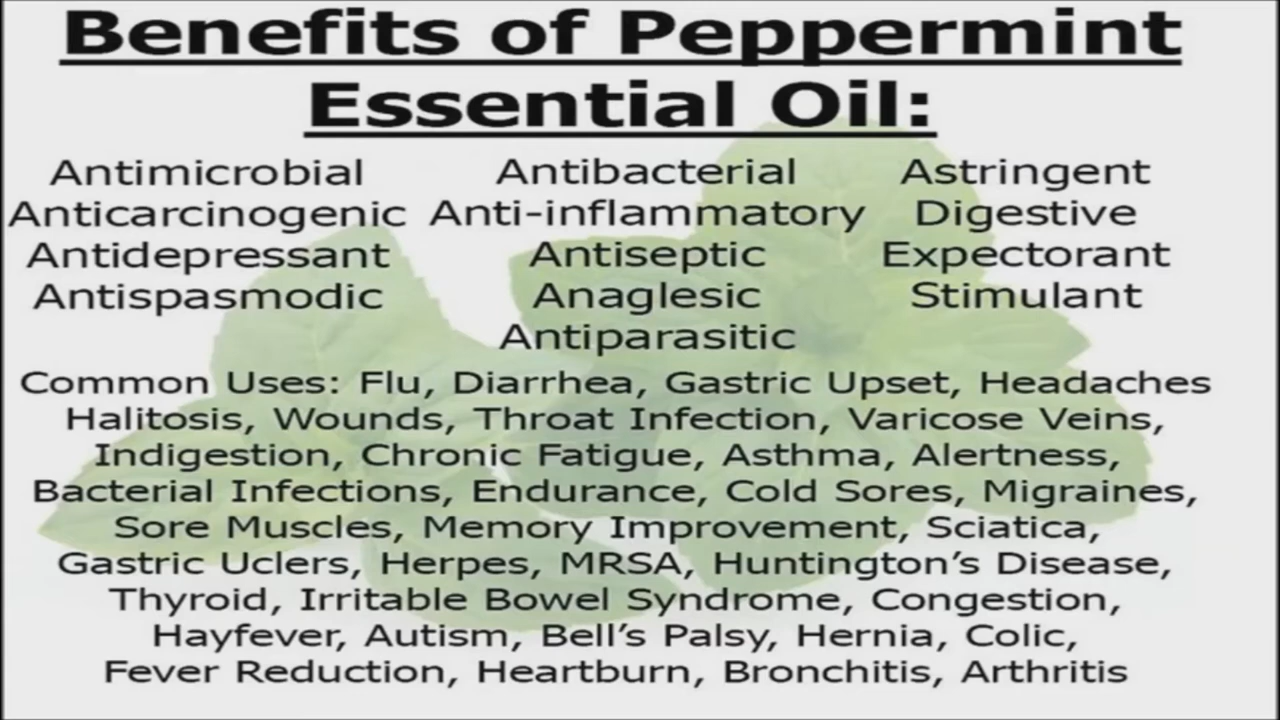 Benefits of Peppermint
Essential Oil:
Antimicrobial Antibacterial Astringent
Anticarcinogenic Anti-inflammatory Digestive
Antidepressant Antiseptic Expectorant
Antispasmodic Anaglesic Stimulant
Antiparasitic
Common Uses: Flu, Diarrhea, Gastric Upset, Headaches
Halitosis, Wounds, Throat Infection, Varicose Veins,
Indigestion, Chronic Fatigue, Asthma, Alertness,
Bacterial Infections, Endurance, Cold Sores, Migraines,
Sore Muscles, Memory Improvement, Sciatica,
Gastric Uclers, Herpes, MRSA, Huntington’s Disease,
Thyroid, Irritable Bowel Syndrome, Congestion,
Hayfever, Autism, Bell’s Palsy, Hernia, Colic,
Fever Reduction, Heartburn, Bronchitis, Arthritis